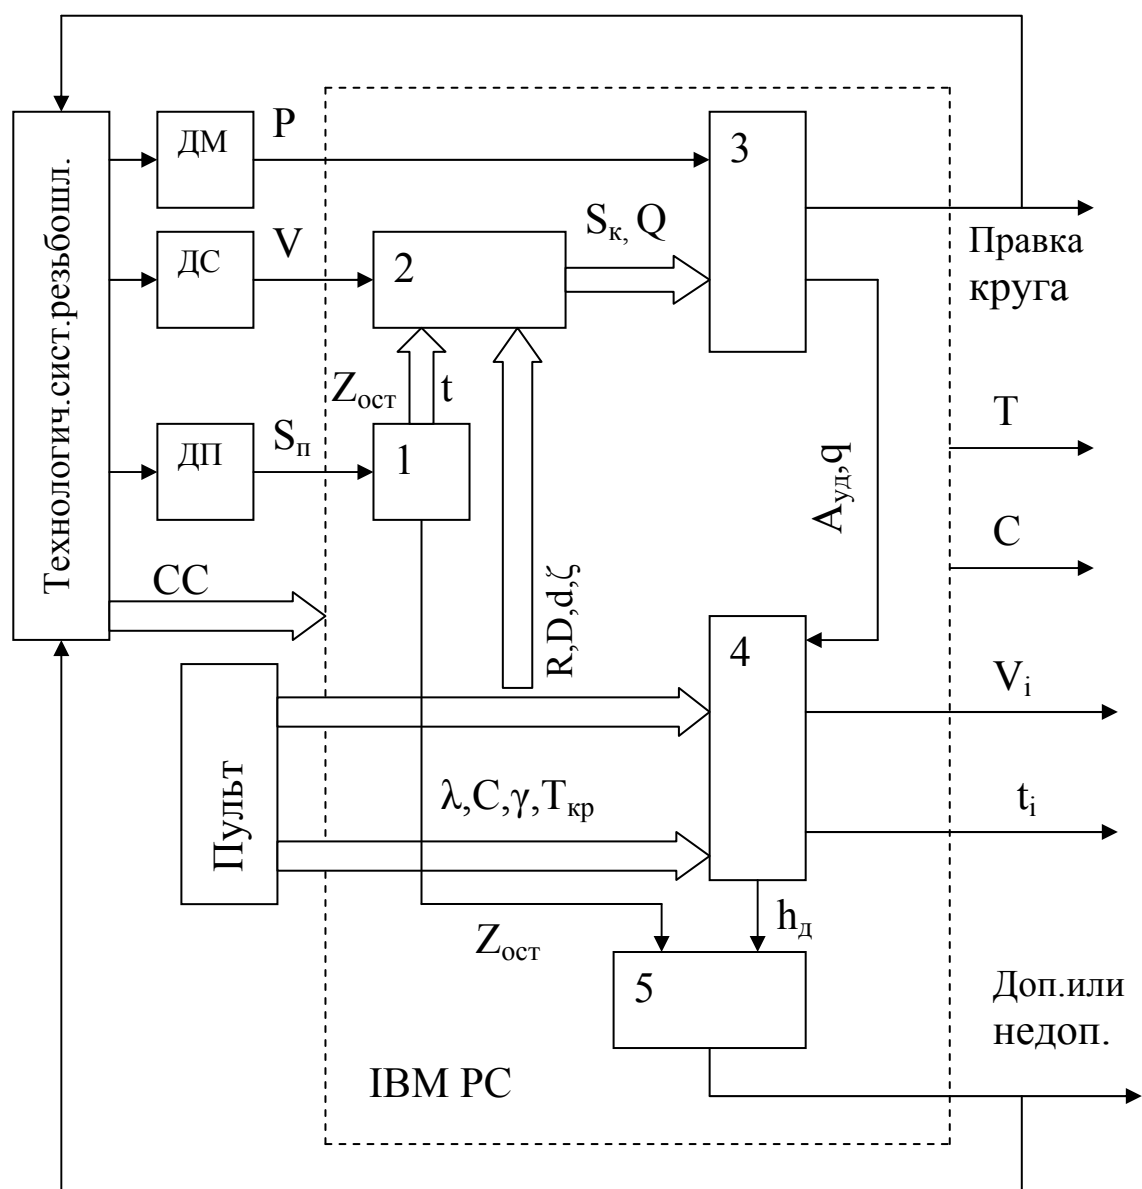 ДМ
P
3
Технологич.сист.резьбошл.
ДС
V
2
Sк, Q
Правка
круга
Zост
t
T
ДП
Sп
1
Aуд,q
C
СС
R,D,d,ζ
4
Vi
Пульт
λ,C,γ,Tкр
ti
hд
Zост
5
Доп.или
недоп.
IBM PC